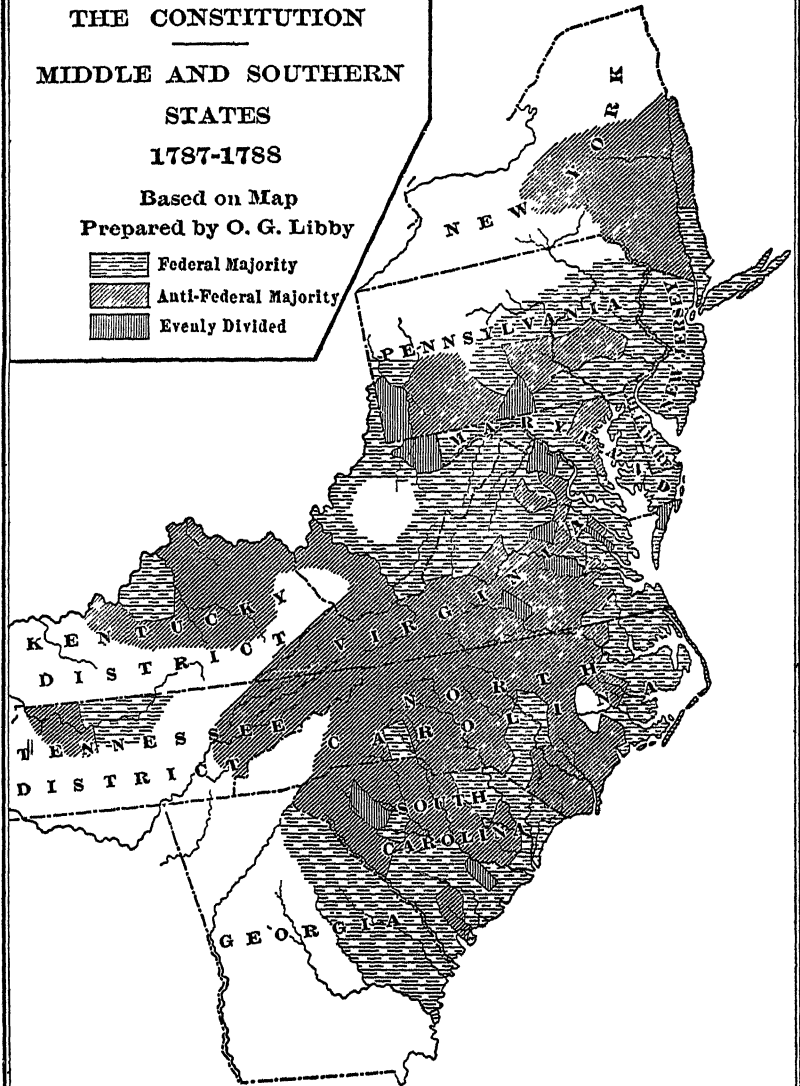 THE CONSTITUTION
MIDDLE AND SOUTHERN
STATES
1787-1788
Based on Map
Prepared by O. G. Libby
Federal Majority
Anti-Federal Majority
Evenly Divided
NEW YORK
PENNSYLVANIA
NEW JERSEY
MARYLAND
VIRGINIA
KENTUCKY
DISTRICT
NORTH
CAROLINA
TENNESSEE
DISTRICT
SOUTH
CAROLINA
GEORGIA